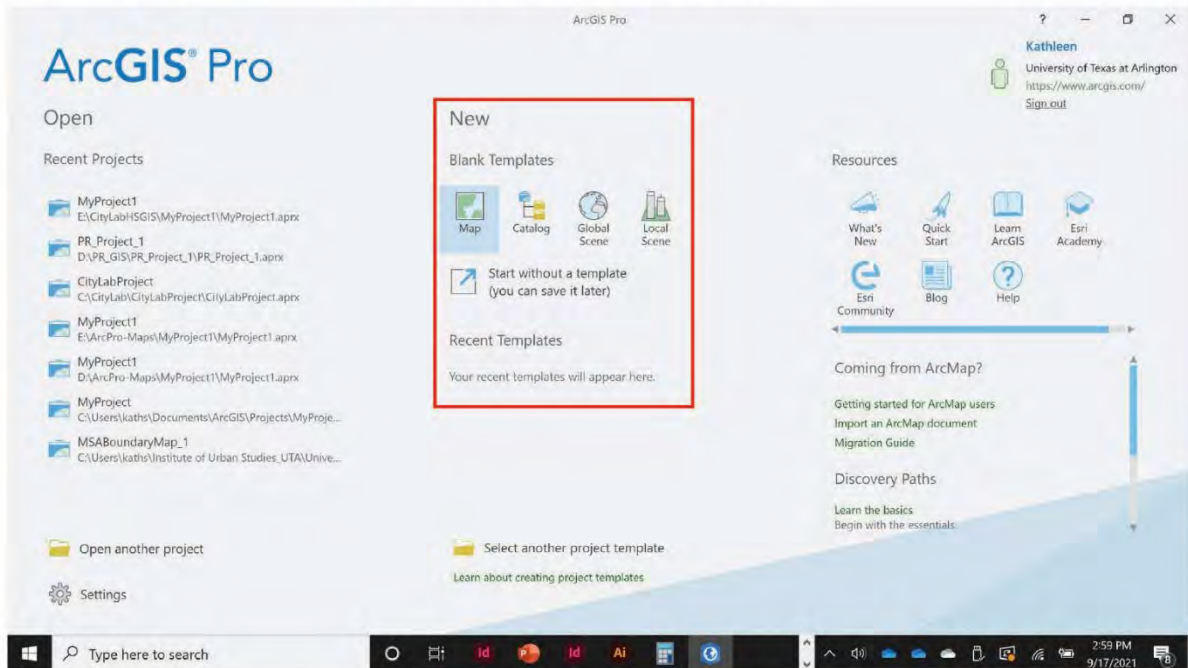 ArcGIS Pro
?
Kathleen
University of Texas at Arlington
https://www.arcgis.com/
Sign out
ArcGIS® Pro
Open
Recent Projects
MyProject1
E:\CityLabHSGIS\MyProject1\MyProject1.aprx
PR_Project_1
D:\PR_GIS\PR_Project_1\PR_Project_1.aprx
CityLabProject
C:\CityLab\CityLabProject\CityLabProject.aprx
MyProject1
E:\ArcPro-Maps\MyProject1\MyProject1.aprx
MyProject1
D:\ArcPro-Maps\MyProject1\MyProject1.aprx
MyProject
C:\Users\kaths\Documents\ArcGIS\Projects\MyProje...
MSABoundaryMap_1
C:\Users\kaths\Institute of Urban Studies_UTA\Unive...
Open another project
Settings
New
Blank Templates
Map
Catalog
Global
Scene
Local
Scene
Start without a template
(you can save it later)
Recent Templates
Your recent templates will appear here.
Select another project template
Learn about creating project templates
Resources
What's
New
Quick
Start
Learn
ArcGIS
Esri
Academy
Esri
Community
Blog
?
Help
Coming from ArcMap?
Getting started for ArcMap users
Import an ArcMap document
Migration Guide
Discovery Paths
Learn the basics
Begin with the essentials
Type here to search
Id
P
Id
Ai
2:59 PM
9/17/2021
8